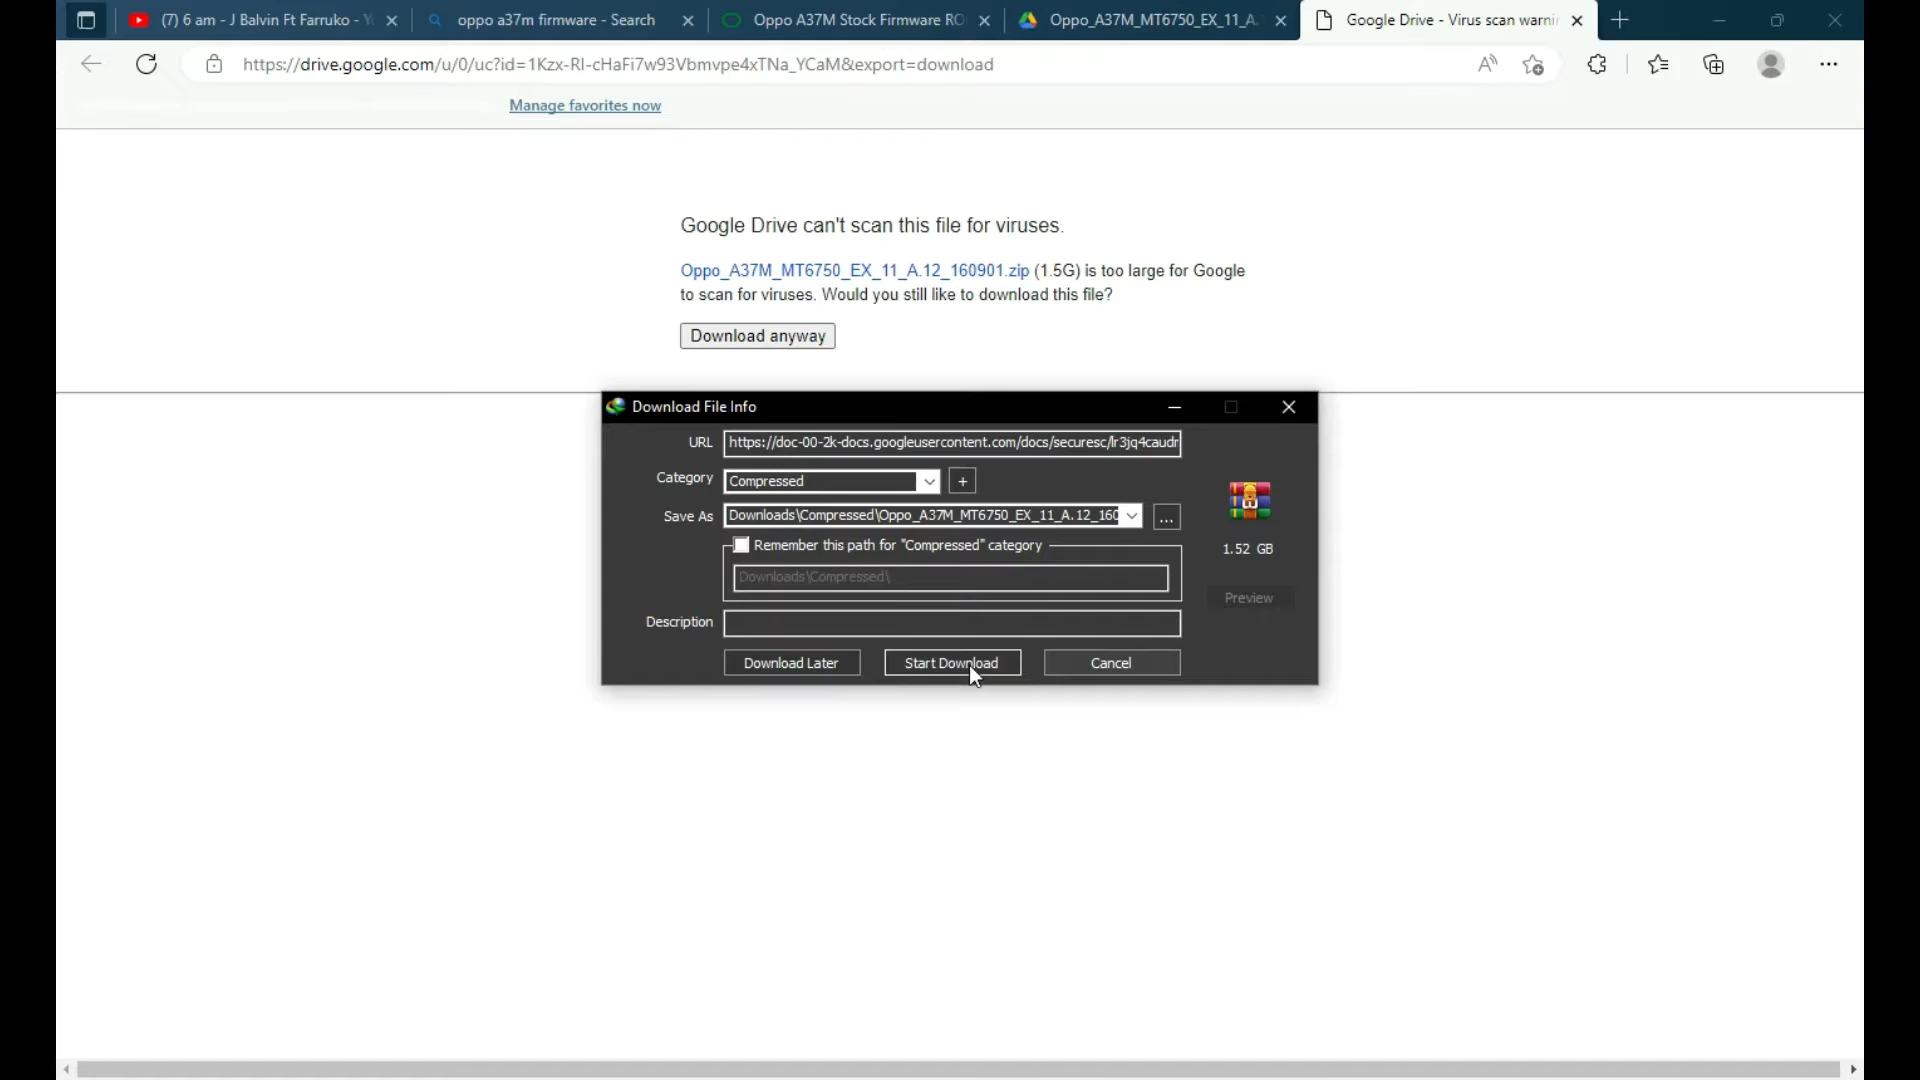 (7) 6 am - J Balvin Ft Farruko - Y
oppo a37m firmware - Search
Oppo A37M Stock Firmware RO
Oppo_A37M_MT6750_EX_11_A.
Google Drive - Virus scan warnin
https://drive.google.com/u/0/uc?id=1Kzx-RI-cHaFi7w93Vbmvpe4xTNa_YCaM&export=download
Manage favorites now
Google Drive can't scan this file for viruses.
Oppo_A37M_MT6750_EX_11_A.12_160901.zip (1.5G) is too large for Google
to scan for viruses. Would you still like to download this file?
Download anyway
Download File Info
URL https://doc-00-2k-docs.googleusercontent.com/docs/securesc/lr3jq4caudr
Category Compressed +
Save As Downloads\Compressed\Oppo_A37M_MT6750_EX_11_A.12_160 ...
Remember this path for "Compressed" category
1.52 GB
Downloads\Compressed\
Preview
Description
Download Later Start Download Cancel